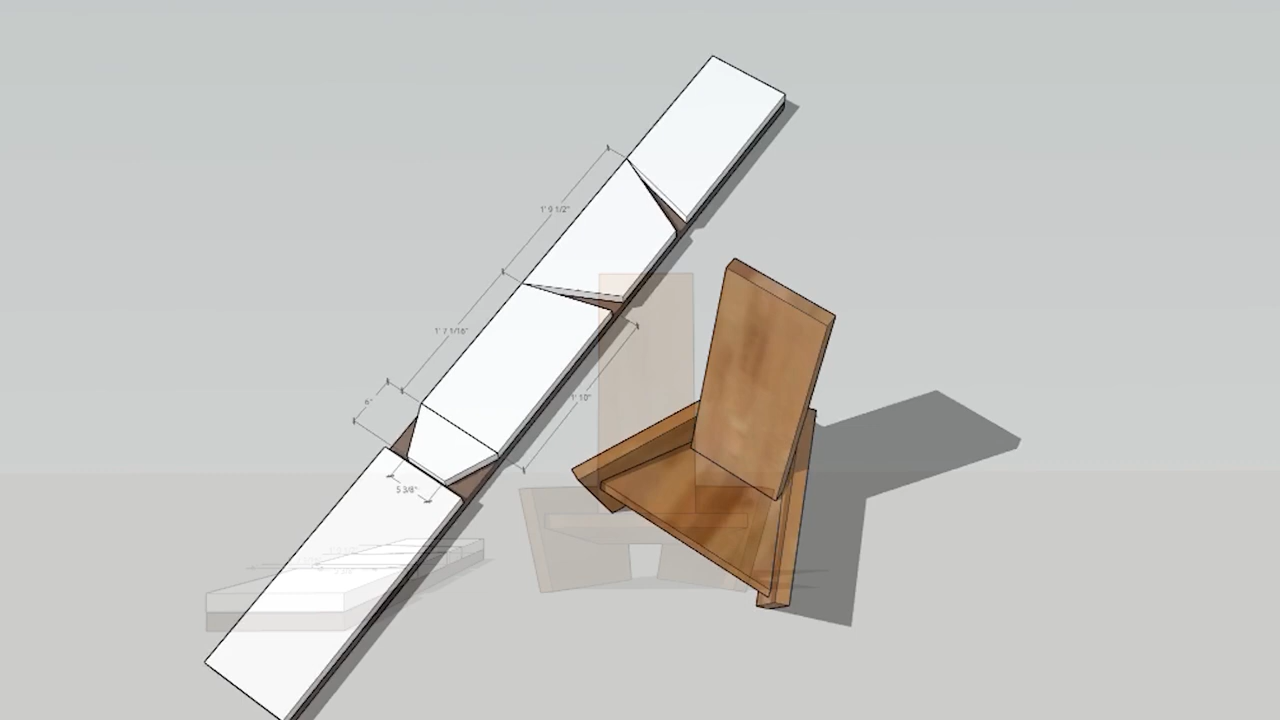 1' 9 1/2"
1' 7 1/16"
1' 10"
6"
5 3/8"